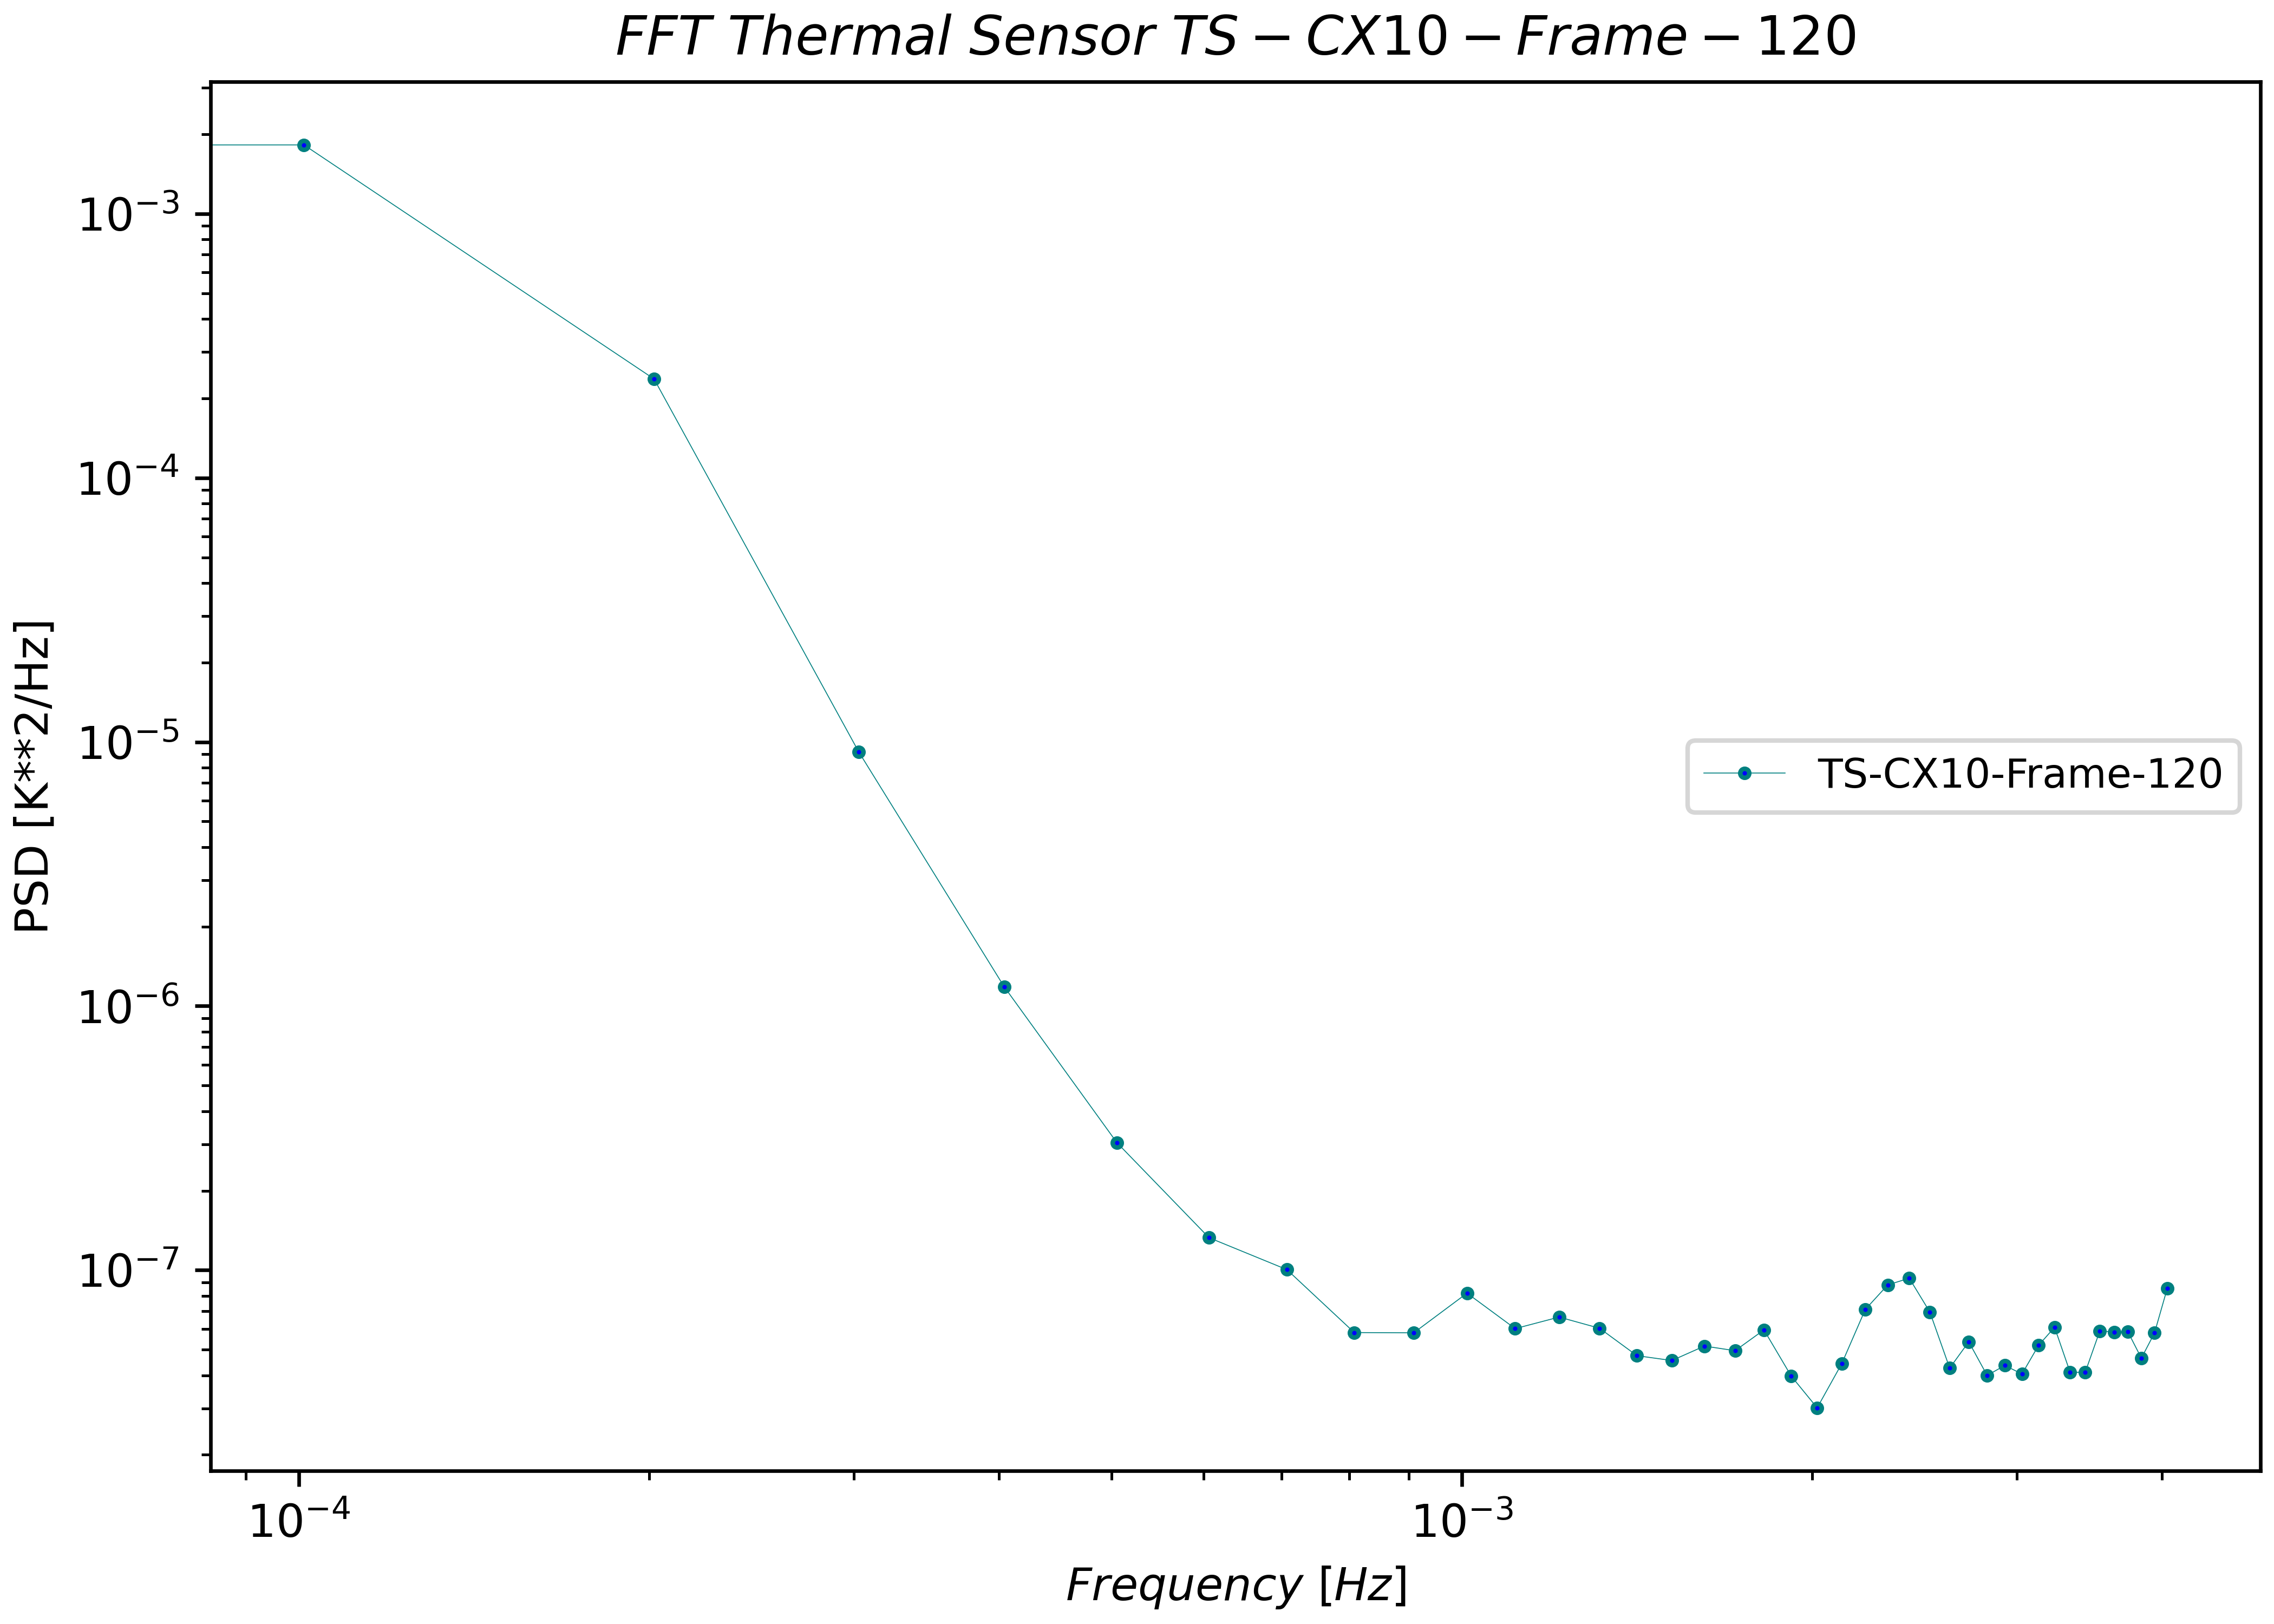 FFT Thermal Sensor TS − CX10 − Frame − 120
10⁻³
10⁻⁴
10⁻⁵
10⁻⁶
10⁻⁷
PSD [K**2/Hz]
TS-CX10-Frame-120
10⁻⁴ 10⁻³
Frequency [Hz]